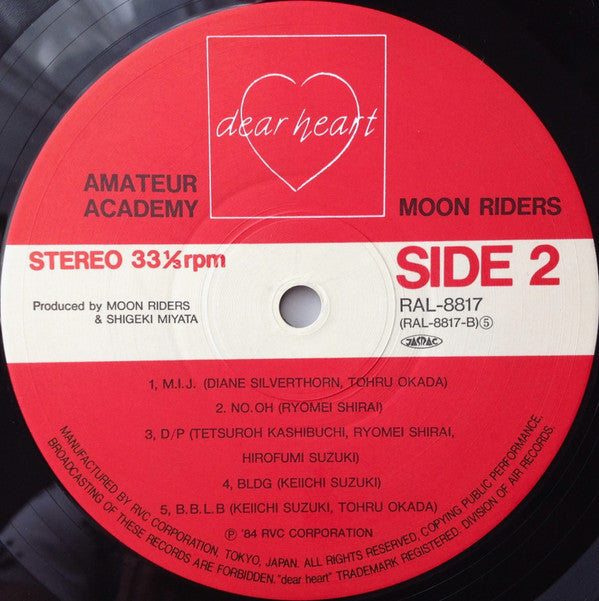 dear heart
AMATEUR
ACADEMY
MOON RIDERS
STEREO 33⅓rpm
SIDE 2
Produced by MOON RIDERS
& SHIGEKI MIYATA
RAL-8817
(RAL-8817-B)⑤
JASRAC
1, M.I.J. (DIANE SILVERTHORN, TOHRU OKADA)
2. NO.OH (RYOMEI SHIRAI)
3, D/P (TETSUROH KASHIBUCHI, RYOMEI SHIRAI,
HIROFUMI SUZUKI)
4, BLDG (KEIICHI SUZUKI)
5, B.B.L.B (KEIICHI SUZUKI, TOHRU OKADA)
Ⓟ '84 RVC CORPORATION
MANUFACTURED BY RVC CORPORATION, TOKYO, JAPAN. ALL RIGHTS RESERVED, COPYING PUBLIC PERFORMANCE,
BROADCASTING OF THESE RECORDS ARE FORBIDDEN. "dear heart" TRADEMARK REGISTERED: DIVISION OF AIR RECORDS.